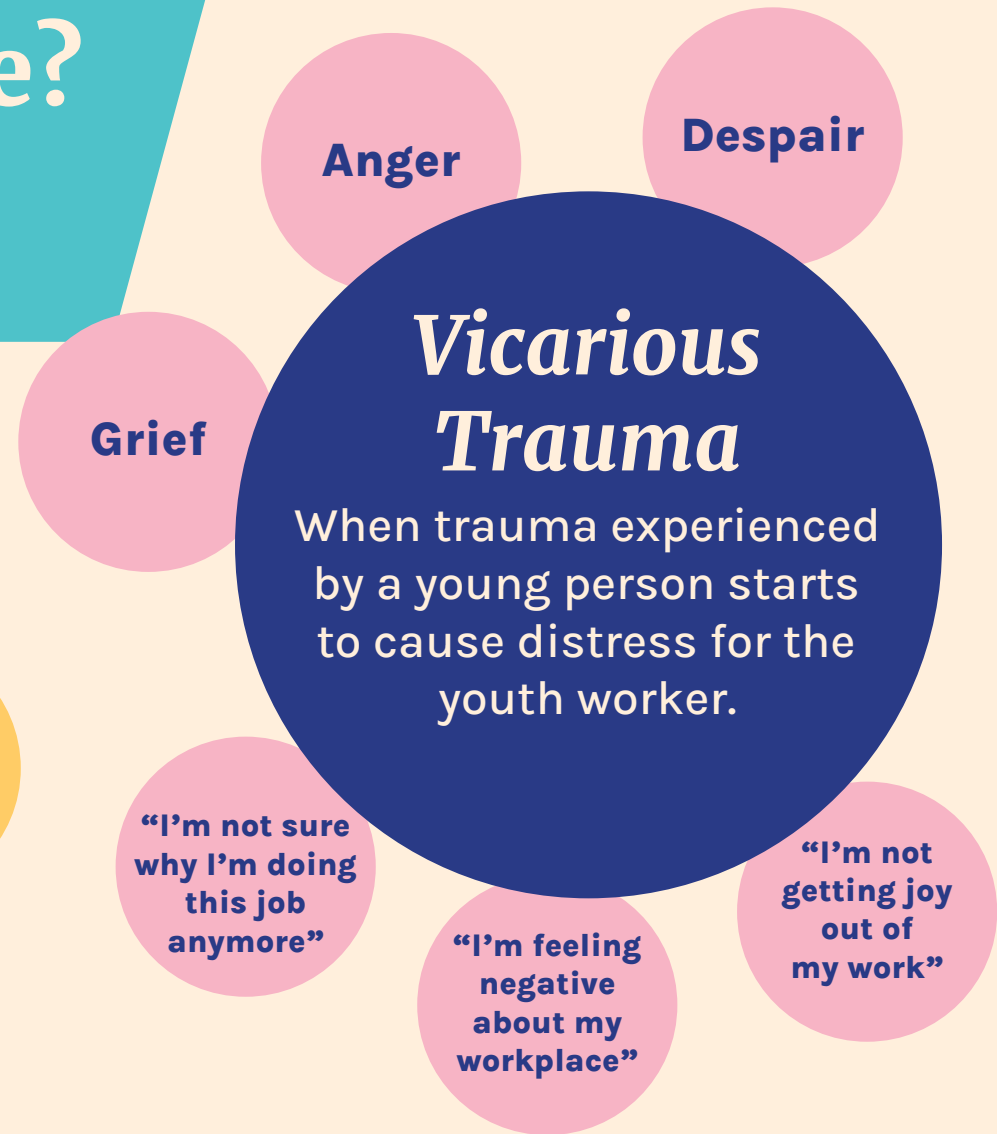 e?
Anger
Despair
Grief
Vicarious
Trauma
When trauma experienced
by a young person starts
to cause distress for the
youth worker.
“I’m not sure
why I’m doing
this job
anymore”
“I’m feeling
negative
about my
workplace”
“I’m not
getting joy
out of
my work”